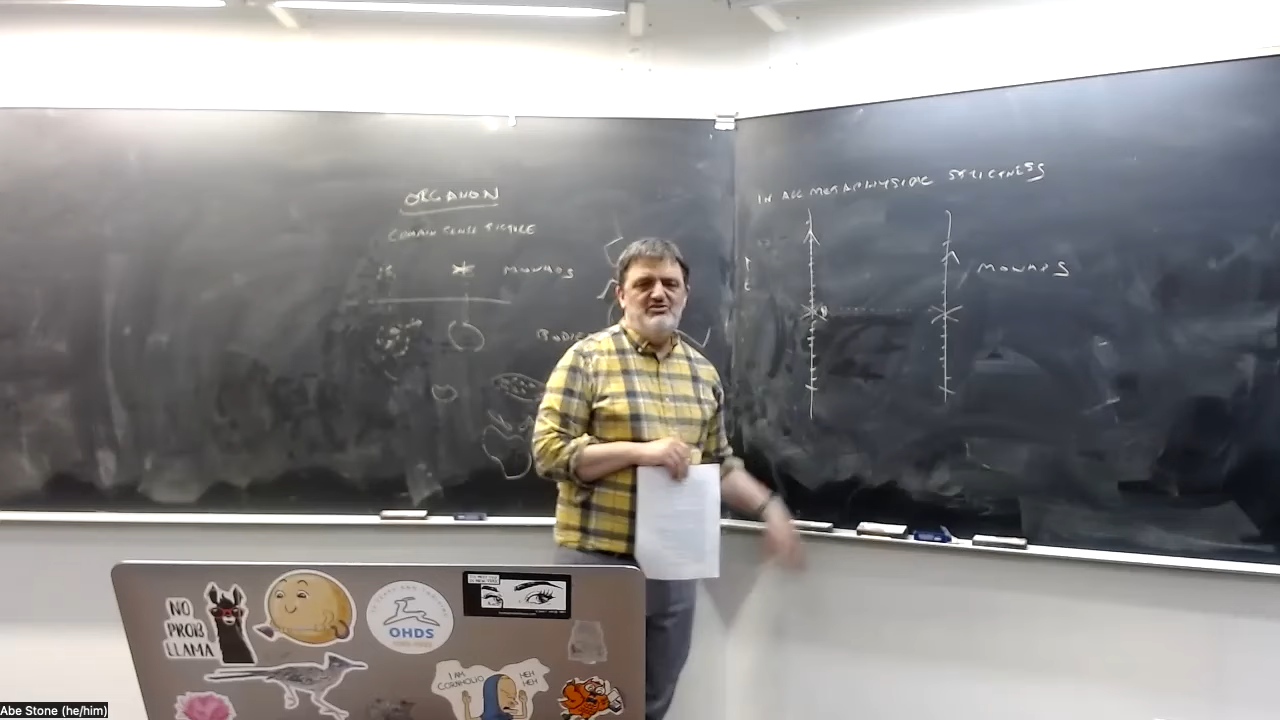 ORGANON
COMMON SENSE PICTURE
MONADS
BODIES
IN ALL METAPHYSICAL STRICTNESS
MONADS
NO
PROB
LLAMA
OHDS
I AM
CORNHOLIO
HEH
HEH
Abe Stone (he/him)